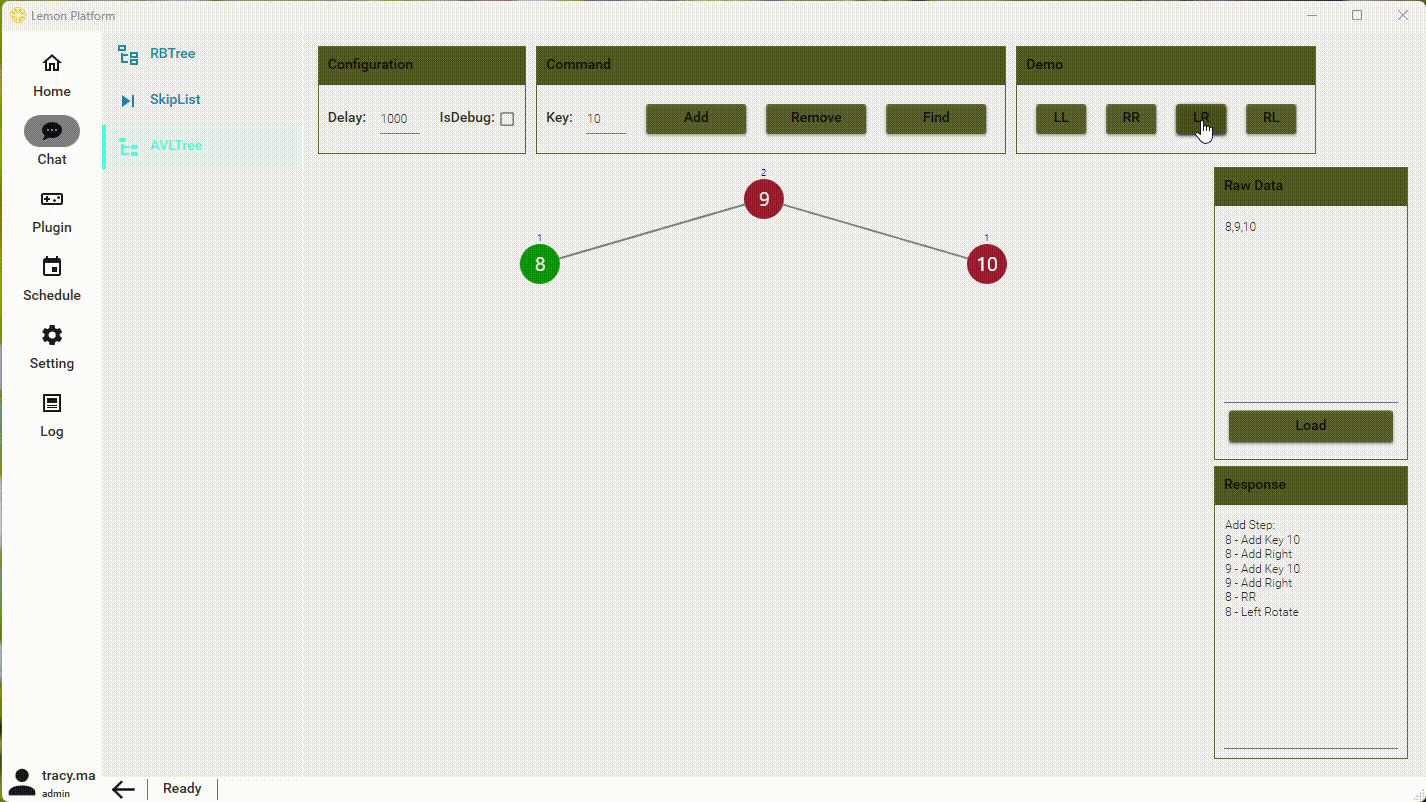 Lemon Platform
Home
Chat
Plugin
Schedule
Setting
Log
tracy.ma
admin
RBTree
SkipList
AVLTree
Configuration
Delay: 1000 IsDebug:
Command
Key: 10 Add Remove Find
Demo
LL RR LR RL
2
9
1
8
1
10
Raw Data
8,9,10
Load
Response
Add Step:
8 - Add Key 10
8 - Add Right
9 - Add Key 10
9 - Add Right
8 - RR
8 - Left Rotate
Ready